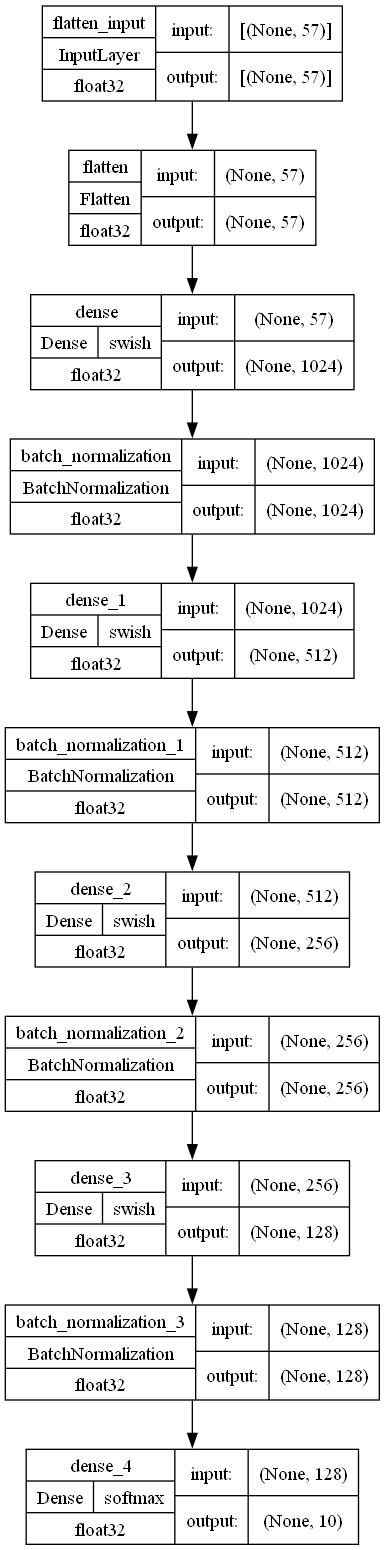 flatten_input input: [(None, 57)]
InputLayer
float32 output: [(None, 57)]
flatten input: (None, 57)
Flatten
float32 output: (None, 57)
dense input: (None, 57)
Dense swish
float32 output: (None, 1024)
batch_normalization input: (None, 1024)
BatchNormalization
float32 output: (None, 1024)
dense_1 input: (None, 1024)
Dense swish
float32 output: (None, 512)
batch_normalization_1 input: (None, 512)
BatchNormalization
float32 output: (None, 512)
dense_2 input: (None, 512)
Dense swish
float32 output: (None, 256)
batch_normalization_2 input: (None, 256)
BatchNormalization
float32 output: (None, 256)
dense_3 input: (None, 256)
Dense swish
float32 output: (None, 128)
batch_normalization_3 input: (None, 128)
BatchNormalization
float32 output: (None, 128)
dense_4 input: (None, 128)
Dense softmax
float32 output: (None, 10)